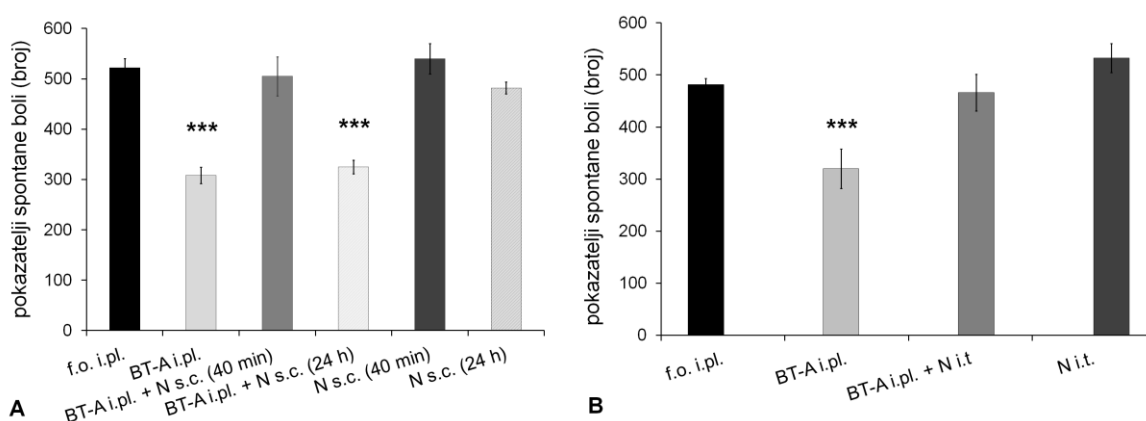 pokazatelji spontane boli (broj)
600
500
400
300
200
100
0
***
***
f.o. i.pl.
BT-A i.pl.
BT-A i.pl. + N s.c. (40 min)
BT-A i.pl. + N s.c. (24 h)
N s.c. (40 min)
N s.c. (24 h)
A
pokazatelji spontane boli (broj)
600
500
400
300
200
100
0
***
f.o. i.pl.
BT-A i.pl.
BT-A i.pl. + N i.t
N i.t.
B